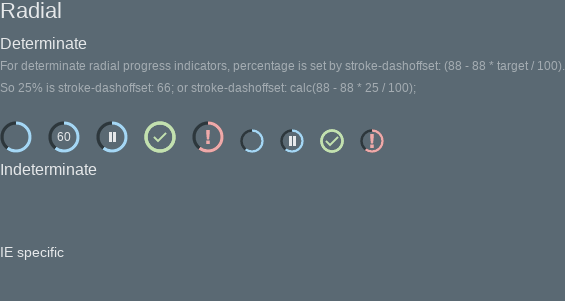 Radial
Determinate
For determinate radial progress indicators, percentage is set by stroke-dashoffset: (88 - 88 * target / 100).
So 25% is stroke-dashoffset: 66; or stroke-dashoffset: calc(88 - 88 * 25 / 100);
60
Indeterminate
IE specific